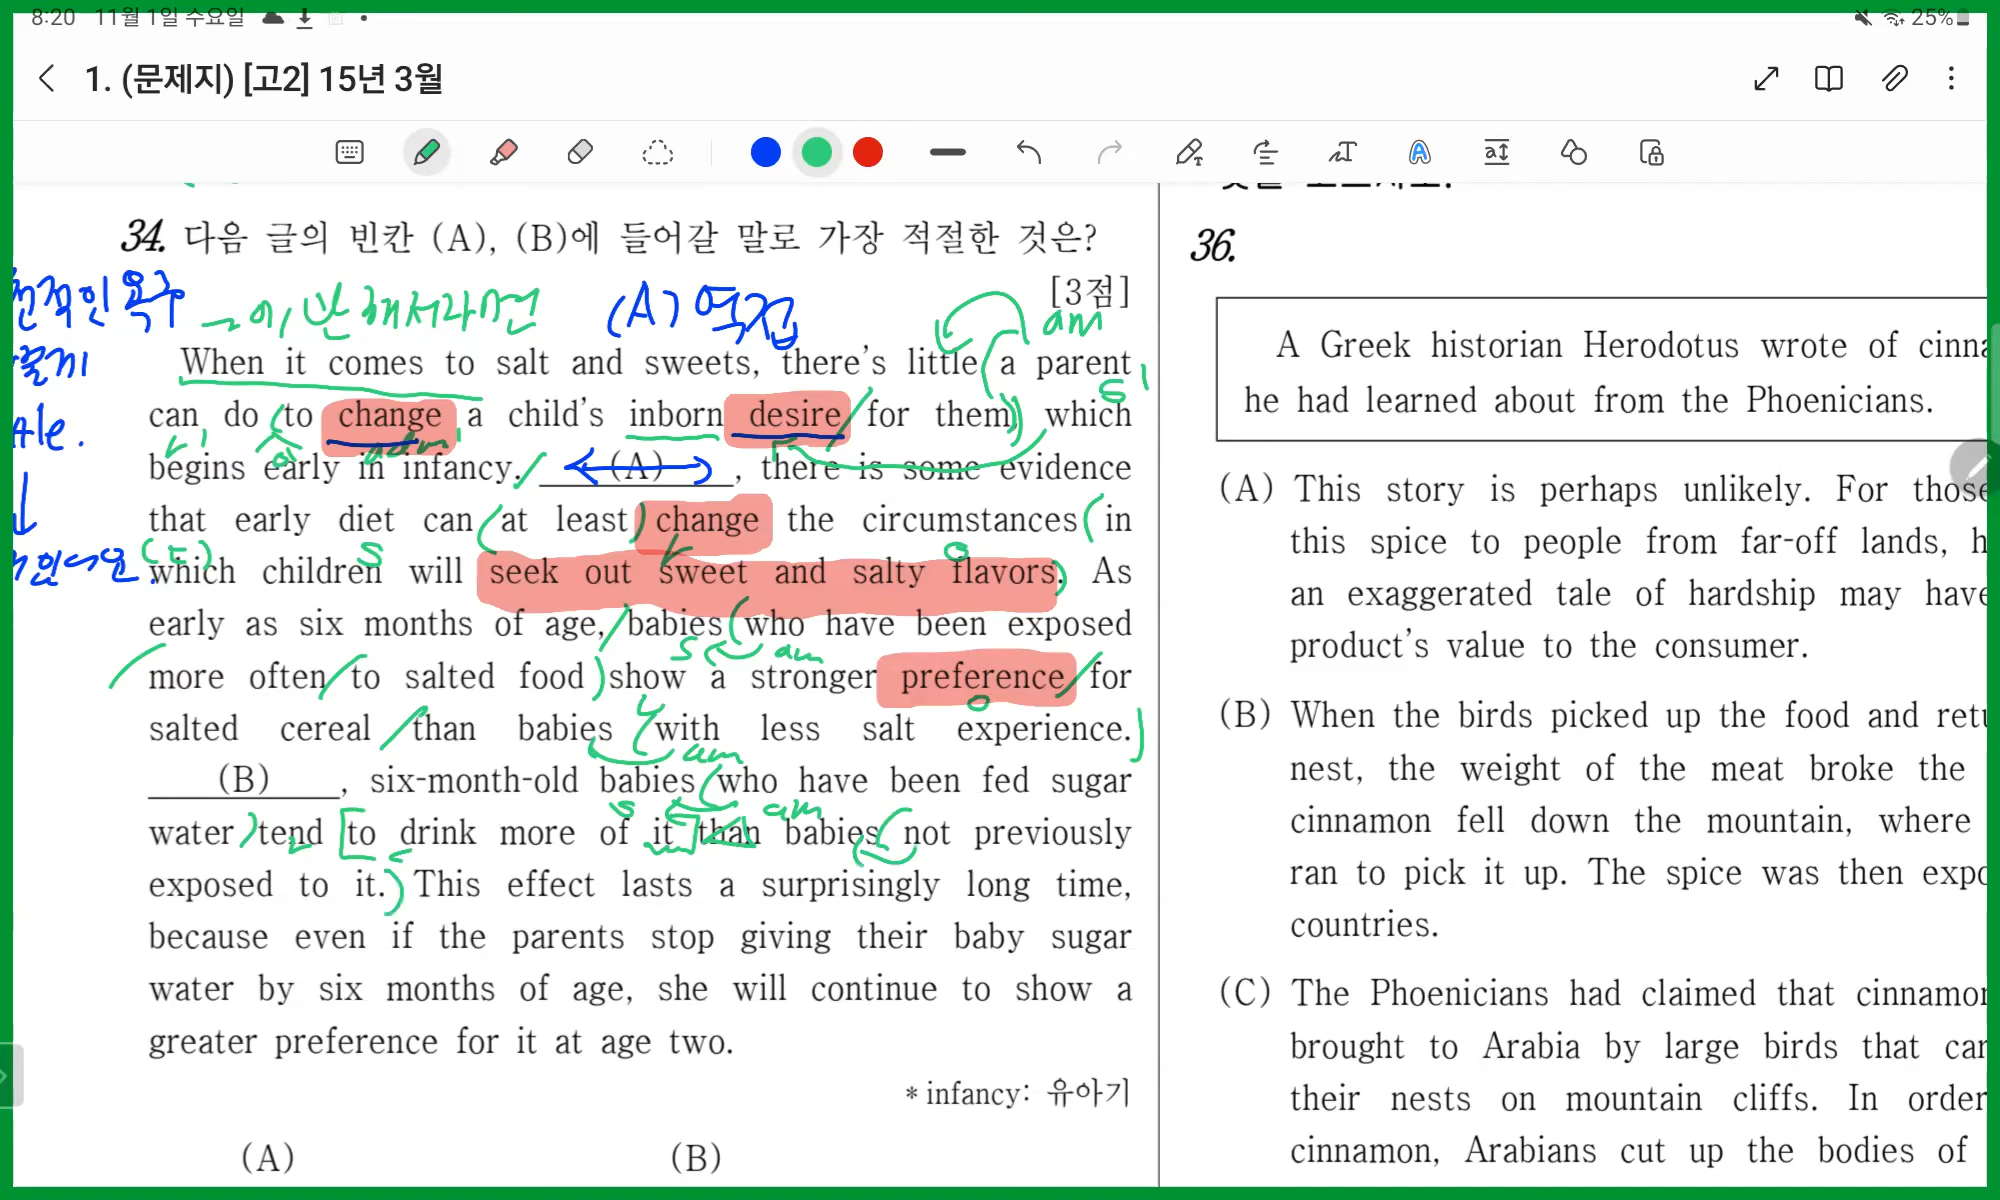 8:20 11월 1일 수요일
25%
1. (문제지) [고2] 15년 3월
34. 다음 글의 빈칸 (A), (B)에 들어갈 말로 가장 적절한 것은?
[3점]
~에 반해서라면
(A) 역접
am
When it comes to salt and sweets, there's little a parent
can do to change a child's inborn desire for them, which
begins early in infancy. (A), there is some evidence
that early diet can at least change the circumstances in
which children will seek out sweet and salty flavors. As
early as six months of age, babies who have been exposed
more often to salted food show a stronger preference for
salted cereal than babies with less salt experience.
(B), six-month-old babies who have been fed sugar
water tend to drink more of it than babies not previously
exposed to it. This effect lasts a surprisingly long time,
because even if the parents stop giving their baby sugar
water by six months of age, she will continue to show a
greater preference for it at age two.
* infancy: 유아기
(A) (B)
36.
A Greek historian Herodotus wrote of cinna
he had learned about from the Phoenicians.
(A) This story is perhaps unlikely. For those
this spice to people from far-off lands, h
an exaggerated tale of hardship may have
product's value to the consumer.
(B) When the birds picked up the food and retu
nest, the weight of the meat broke the
cinnamon fell down the mountain, where
ran to pick it up. The spice was then expo
countries.
(C) The Phoenicians had claimed that cinnamon
brought to Arabia by large birds that car
their nests on mountain cliffs. In order
cinnamon, Arabians cut up the bodies of